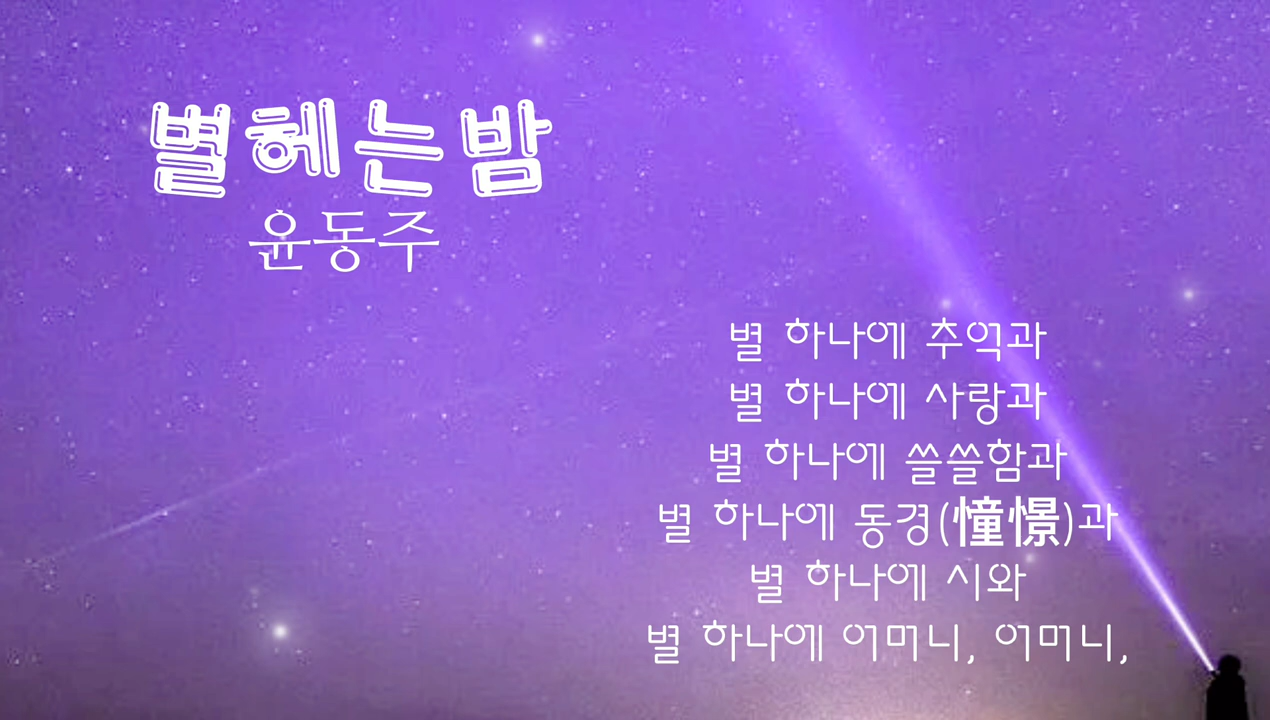 별헤는밤
윤동주
별 하나에 추억과
별 하나에 사랑과
별 하나에 쓸쓸함과
별 하나에 동경(憧憬)과
별 하나에 시와
별 하나에 어머니, 어머니,